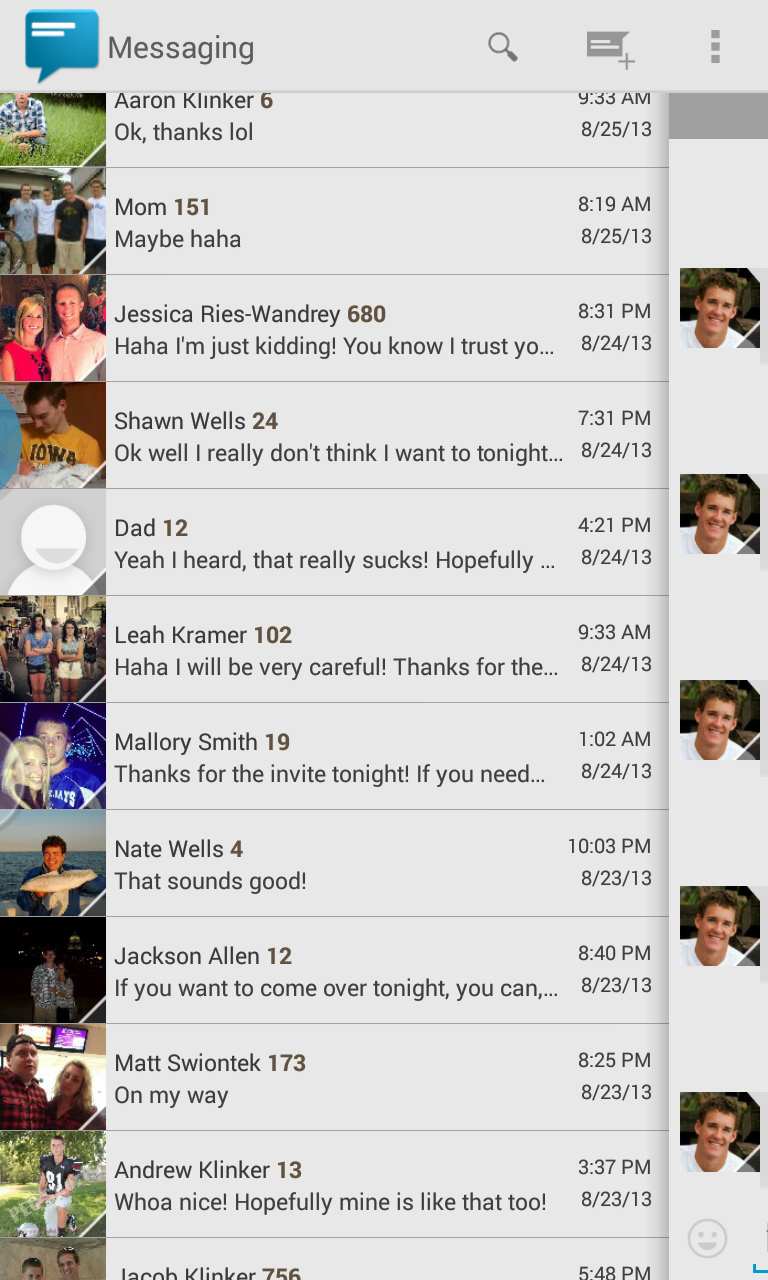 Messaging
Aaron Klinker 6
9:33 AM
Ok, thanks lol
8/25/13
Mom 151
8:19 AM
Maybe haha
8/25/13
Jessica Ries-Wandrey 680
8:31 PM
Haha I'm just kidding! You know I trust yo...
8/24/13
Shawn Wells 24
7:31 PM
Ok well I really don't think I want to tonight...
8/24/13
IOWA
Dad 12
4:21 PM
Yeah I heard, that really sucks! Hopefully ...
8/24/13
Leah Kramer 102
9:33 AM
Haha I will be very careful! Thanks for the...
8/24/13
Mallory Smith 19
1:02 AM
Thanks for the invite tonight! If you need...
8/24/13
JAYS
Nate Wells 4
10:03 PM
That sounds good!
8/23/13
Jackson Allen 12
8:40 PM
If you want to come over tonight, you can,...
8/23/13
Matt Swiontek 173
8:25 PM
On my way
8/23/13
Andrew Klinker 13
3:37 PM
Whoa nice! Hopefully mine is like that too!
8/23/13
81
Jacob Klinker 756
5:48 PM